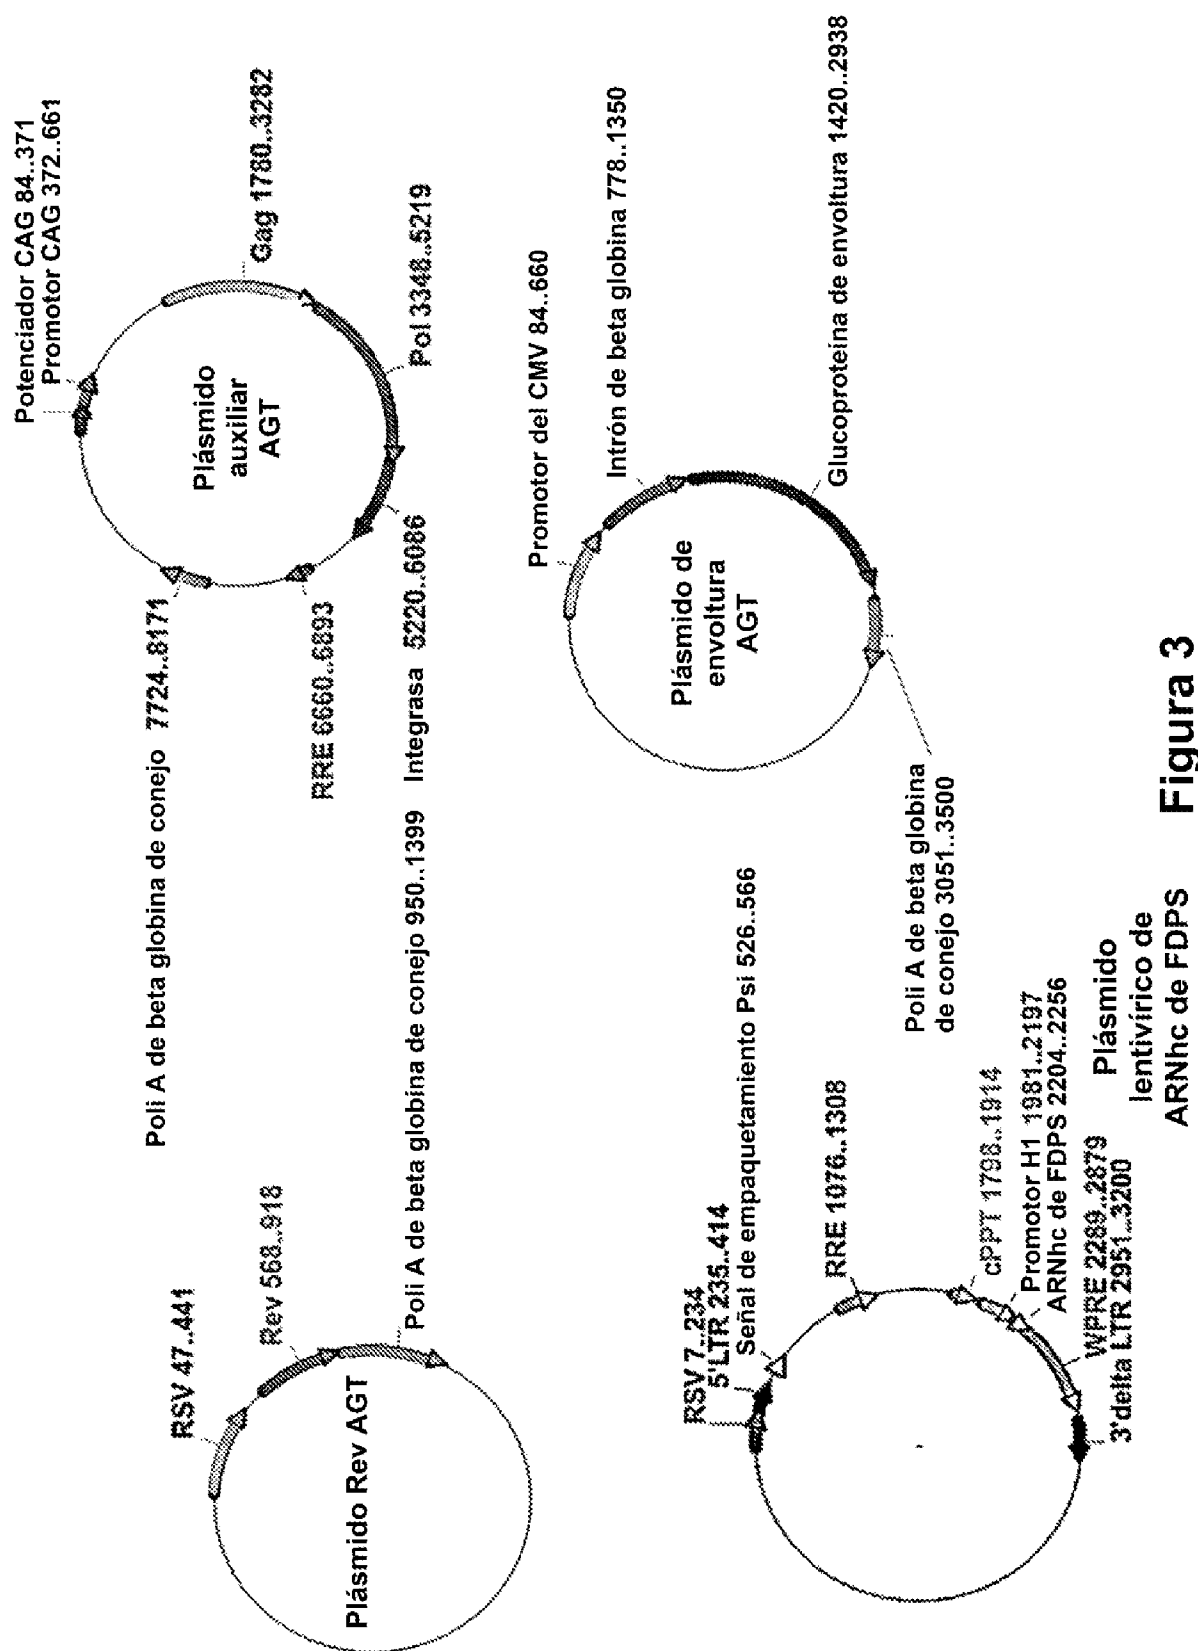 Potenciador CAG 84..371
Promotor CAG 372..661
Gag 1780..3282
Pol 3348..5219
Integrasa 5220..6086
RRE 6660..6893
Poli A de beta globina de conejo 7724..8171
Plásmido
auxiliar
AGT
RSV 47..441
Rev 568..918
Poli A de beta globina de conejo 950..1399
Plásmido Rev AGT
Promotor del CMV 84..660
Intrón de beta globina 778..1350
Glucoproteína de envoltura 1420..2938
Poli A de beta globina
de conejo 3051..3500
Plásmido de
envoltura
AGT
RSV 7..234
5'LTR 235..414
Señal de empaquetamiento Psi 526..566
RRE 1076..1308
cPPT 1798..1914
Promotor H1 1981..2197
ARNhc de FDPS 2204..2256
WPRE 2289..2879
3'delta LTR 2951..3200
Plásmido
lentivírico de
ARNhc de FDPS
Figura 3